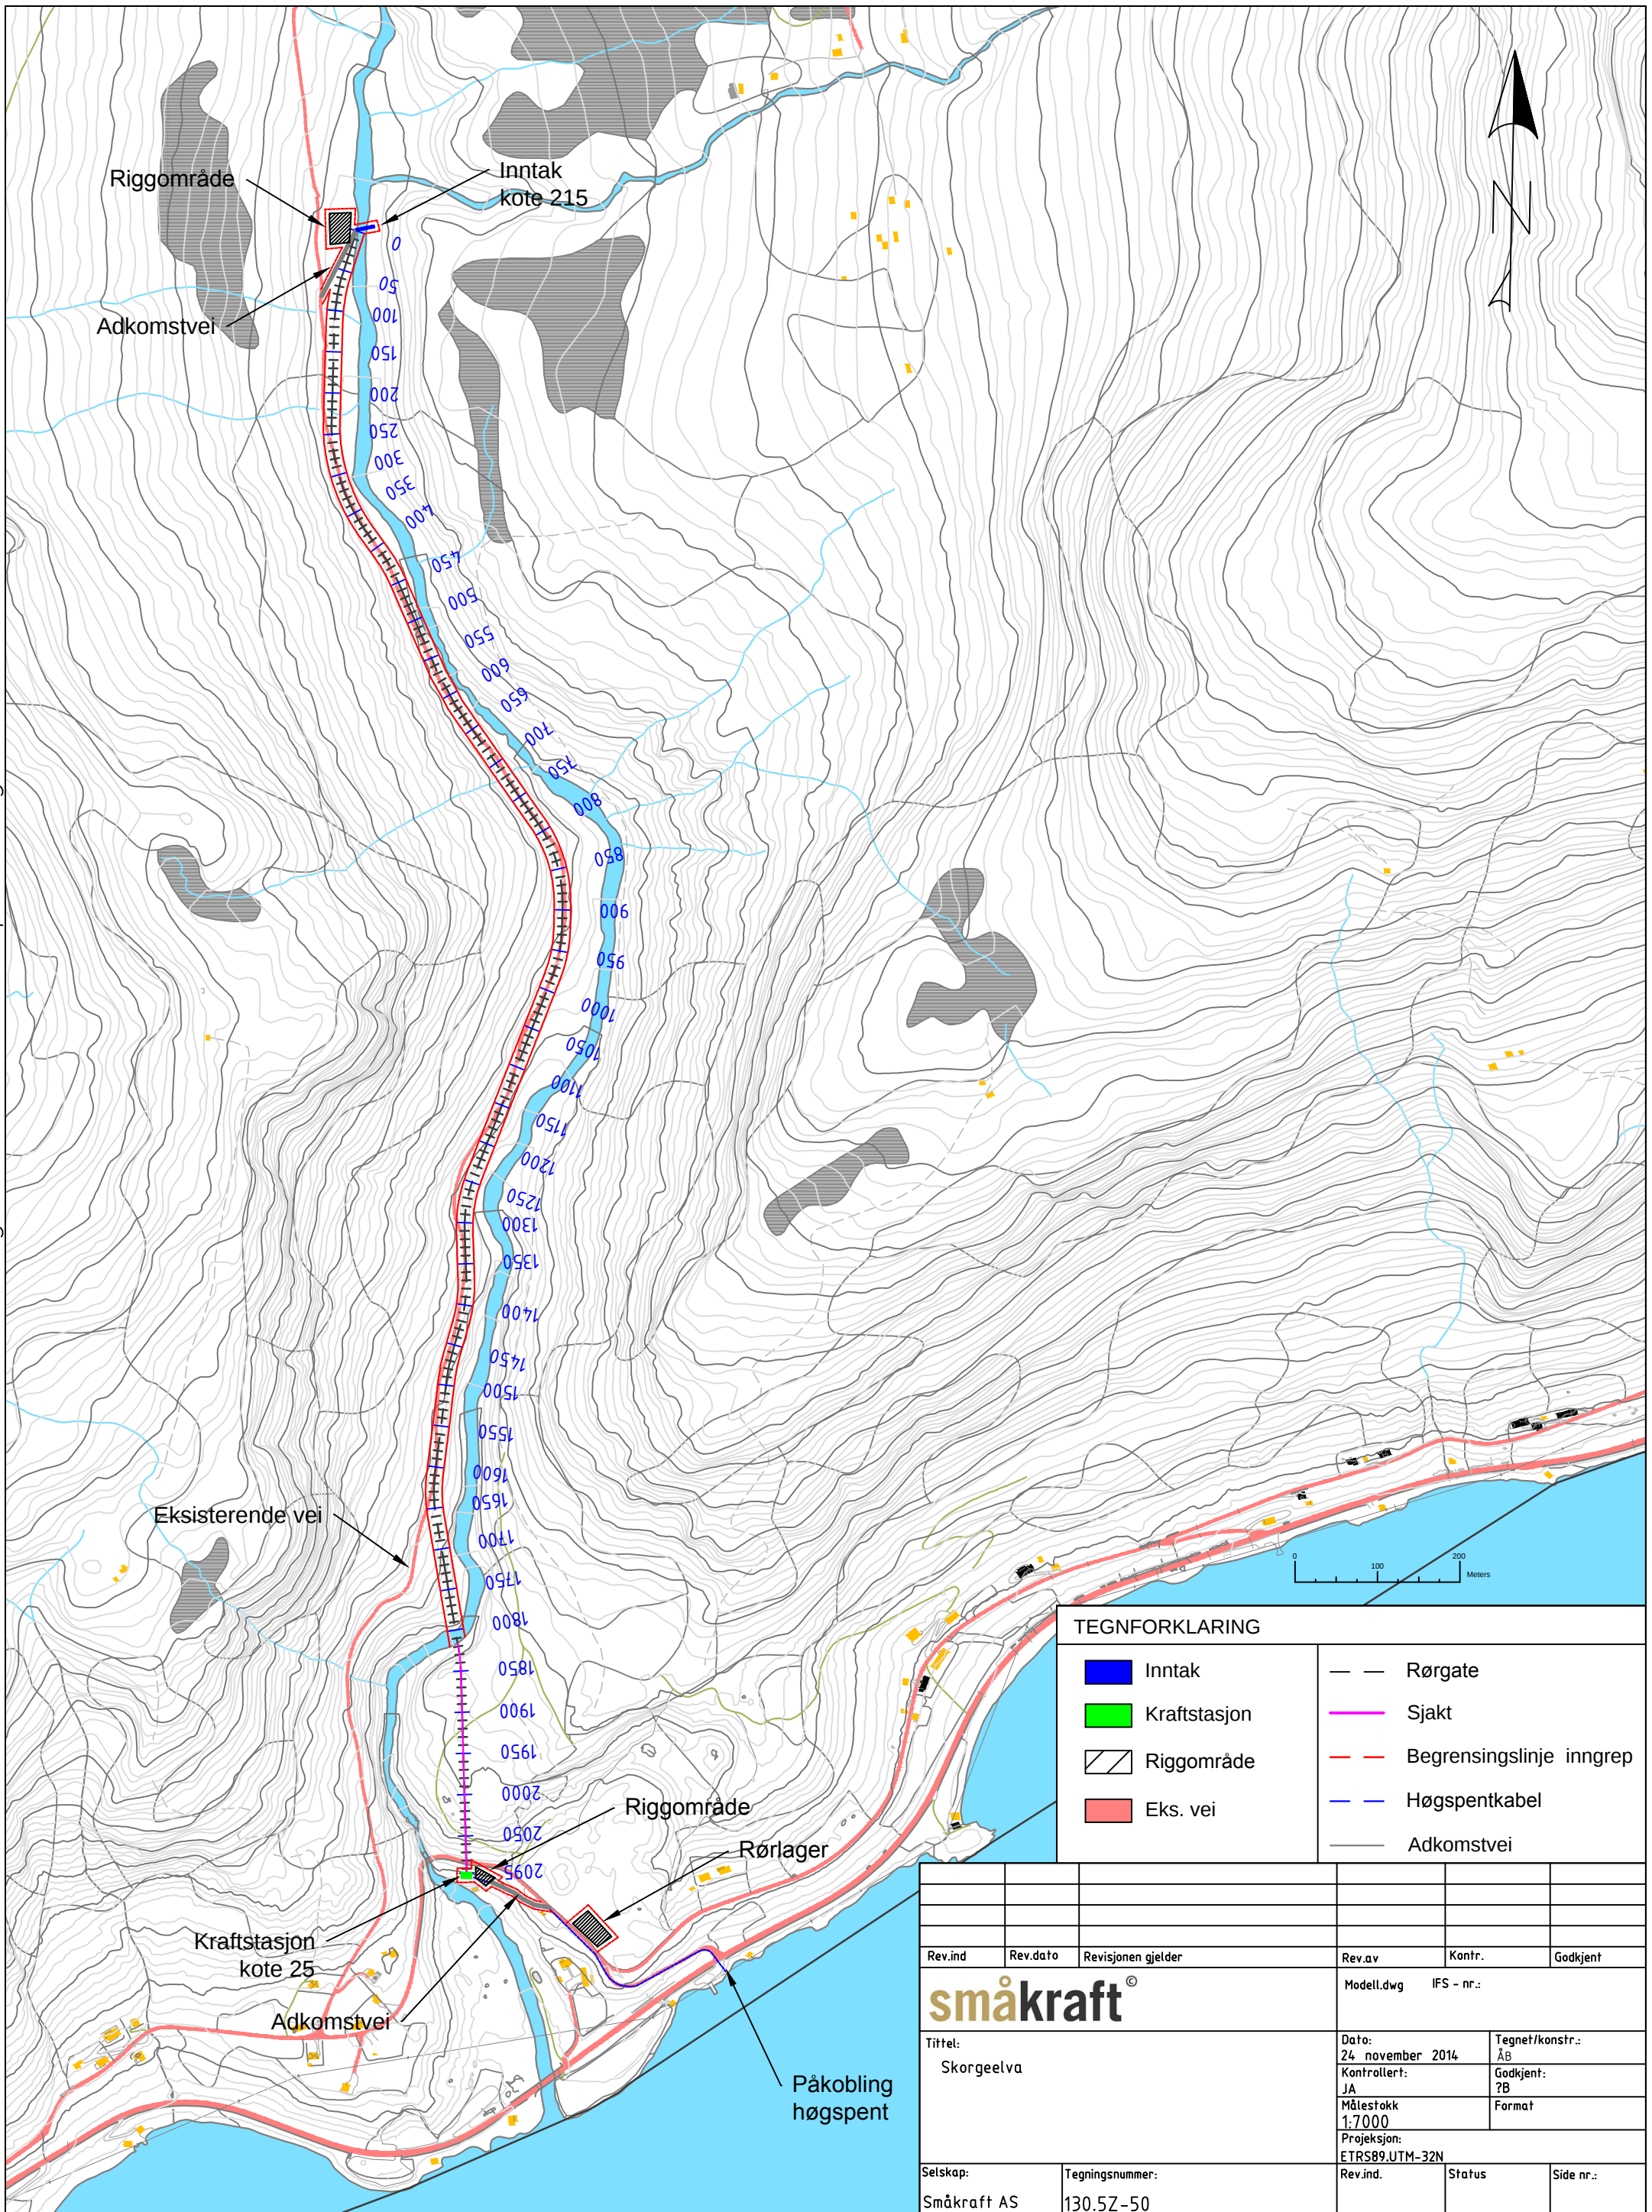 Riggområde
Inntak
kote 215
Adkomstvei
0
50
100
150
200
250
300
350
400
450
500
550
600
650
700
750
800
850
900
950
1000
1050
1100
1150
1200
1250
1300
1350
1400
1450
1500
1550
1600
1650
1700
1750
1800
1850
1900
1950
2000
2050
2095
N
Eksisterende vei
Riggområde
Rørlager
Kraftstasjon
kote 25
Adkomstvei
Påkobling
høgspent
0 100 200
Meters
TEGNFORKLARING
Inntak
Kraftstasjon
Riggområde
Eks. vei
Rørgate
Sjakt
Begrensingslinje inngrep
Høgspentkabel
Adkomstvei
Rev.ind Rev.dato Revisjonen gjelder Rev.av Kontr. Godkjent
småkraft©
Modell.dwg IFS - nr.:
Tittel:
Skorgeelva
Dato:
24 november 2014
Tegnet/konstr.:
ÅB
Kontrollert:
JA
Godkjent:
?B
Målestokk
1:7000
Format
Projeksjon:
ETRS89.UTM-32N
Selskap:
Småkraft AS
Tegningsnummer:
130.5Z-50
Rev.ind. Status Side nr.: